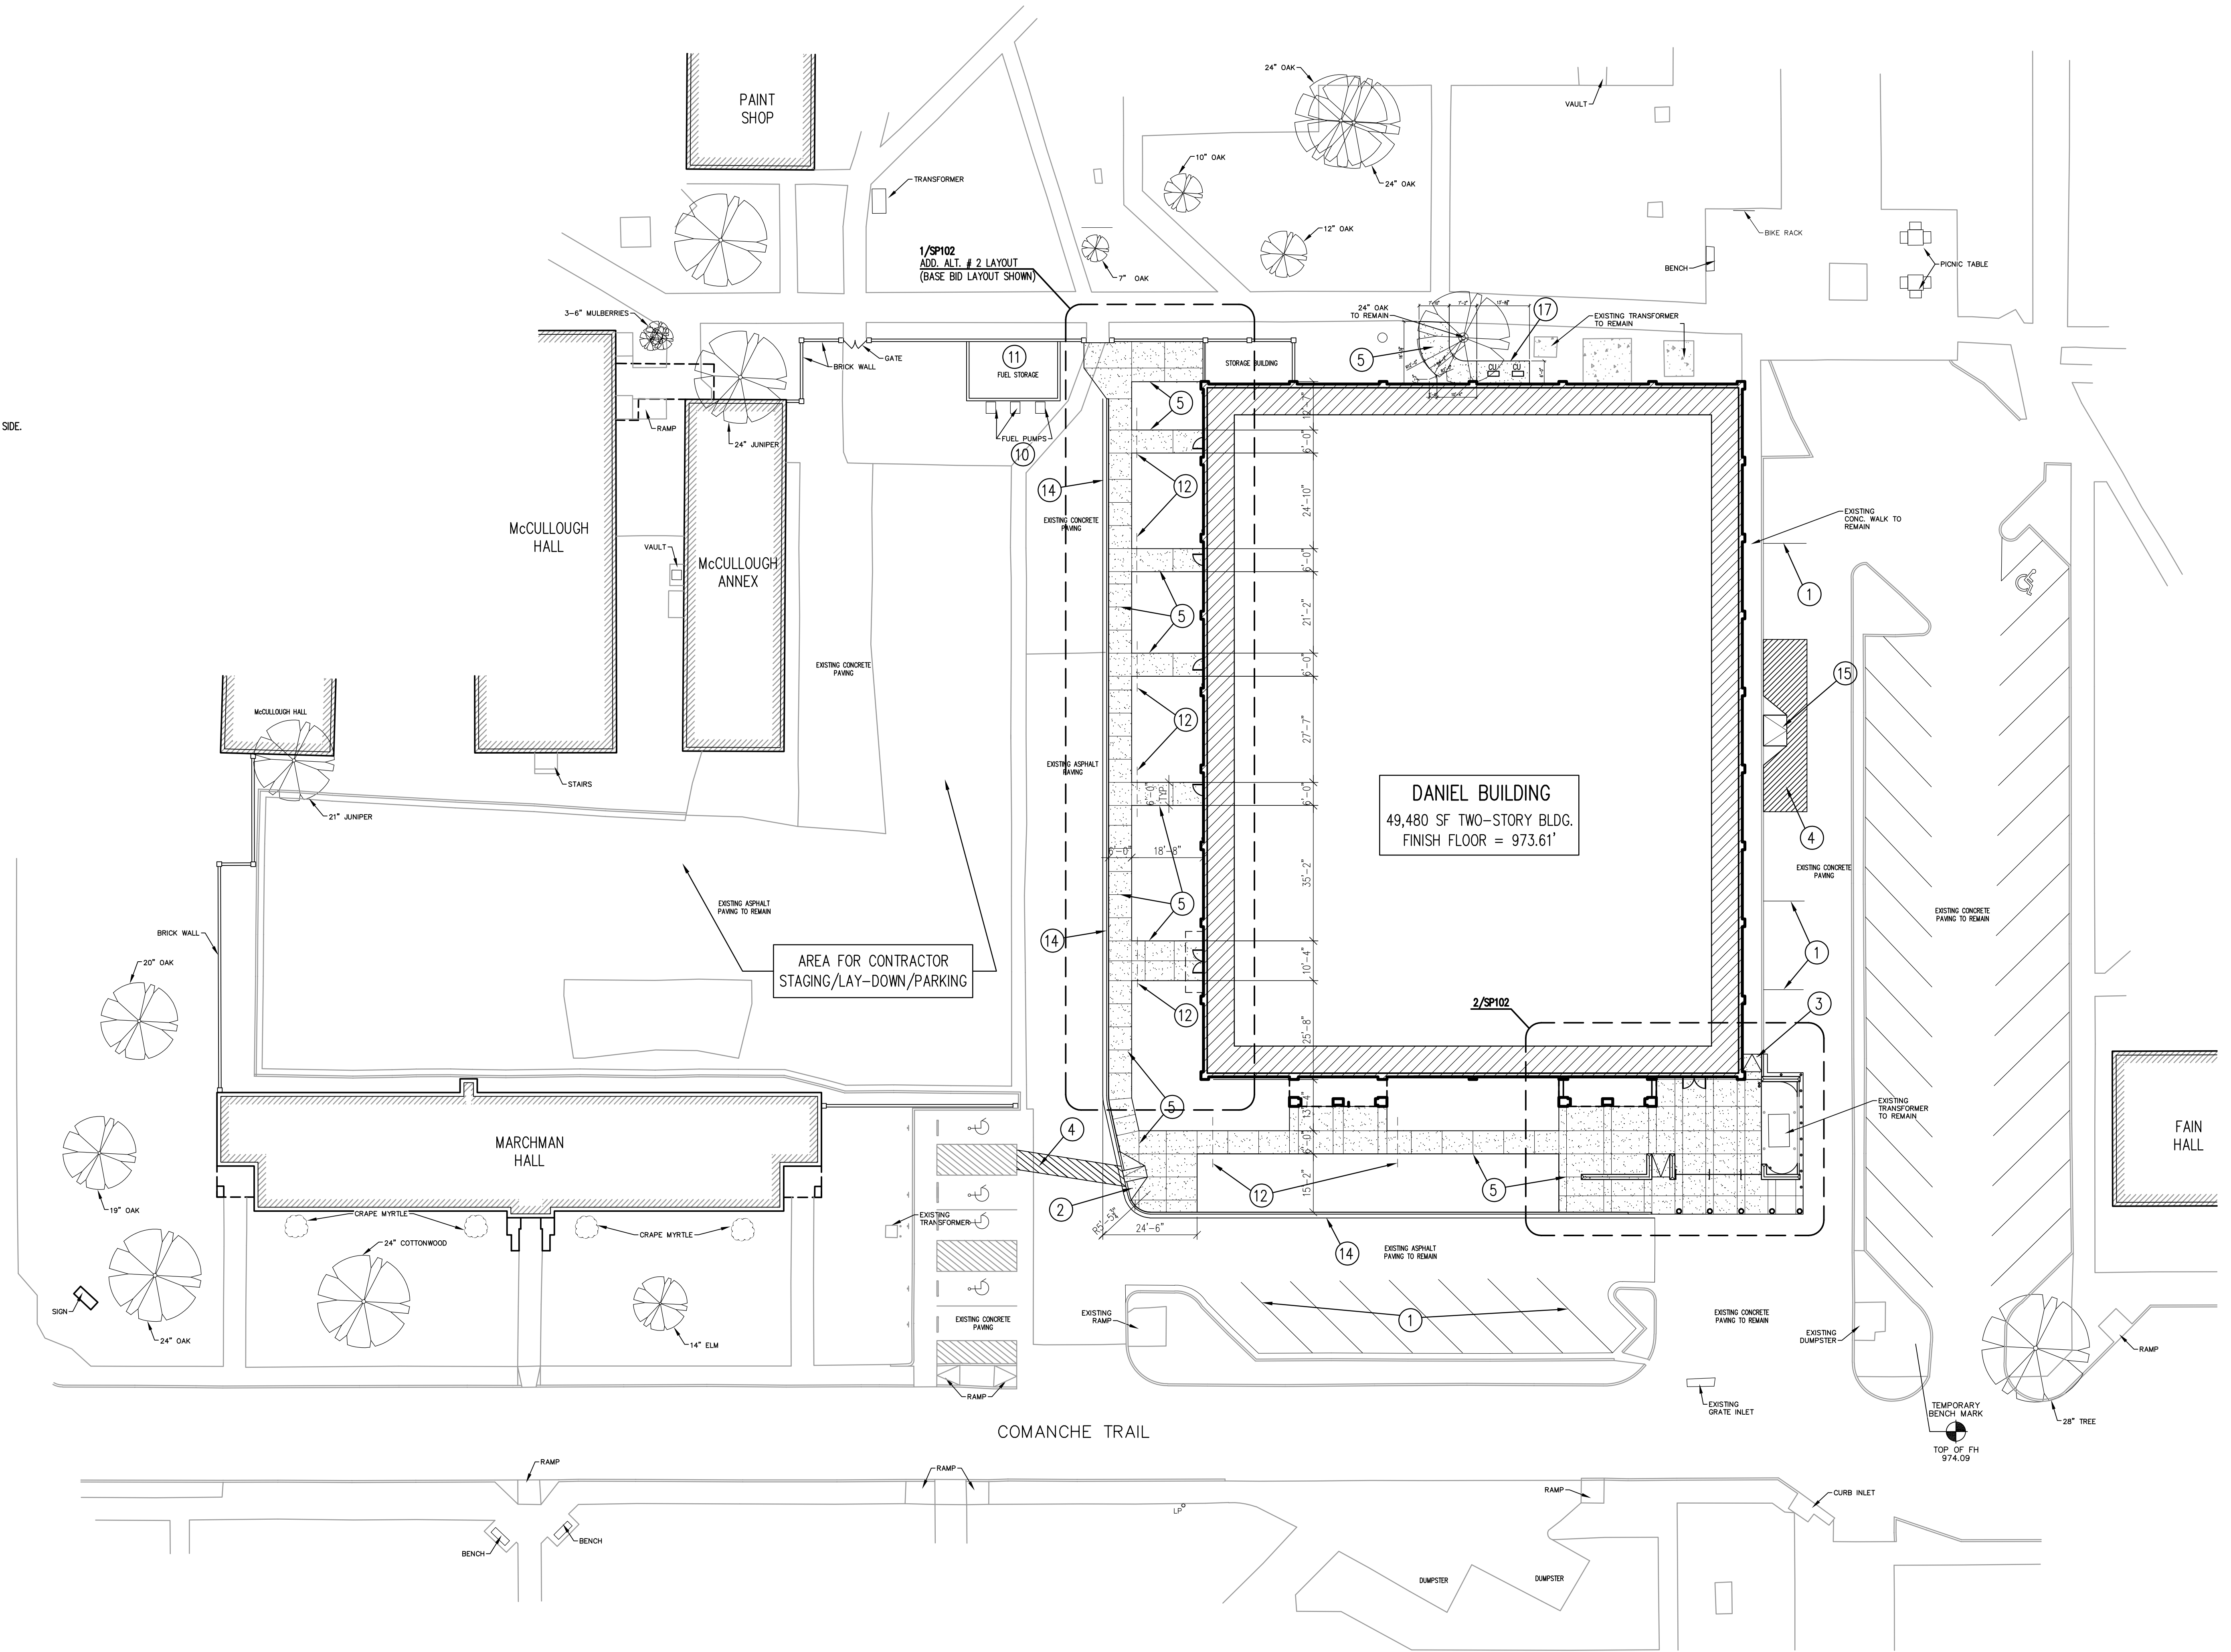 PAINT
SHOP
24" OAK
VAULT
24" OAK
10" OAK
TRANSFORMER
12" OAK
BIKE RACK
1/SP102
ADD. ALT. # 2 LAYOUT
(BASE BID LAYOUT SHOWN)
7" OAK
BENCH
PICNIC TABLE
3-6" MULBERRIES
24" OAK
TO REMAIN
17
EXISTING TRANSFORMER
TO REMAIN
GATE
BRICK WALL
11
FUEL STORAGE
STORAGE BUILDING
5
CU
CU
SIDE.
RAMP
24" JUNIPER
FUEL PUMPS
10
5
12'-7"
6'-0"
14
12
24'-10"
EXISTING CONCRETE
PAVING
EXISTING
CONC. WALK TO
REMAIN
McCULLOUGH
HALL
VAULT
McCULLOUGH
ANNEX
6'-0"
1
5
21'-2"
EXISTING CONCRETE
PAVING
6'-0"
15
McCULLOUGH HALL
12
27'-7"
STAIRS
EXISTING ASPHALT
PAVING
6'-0"
TYP.
6'-0"
DANIEL BUILDING
49,480 SF TWO-STORY BLDG.
FINISH FLOOR = 973.61'
21" JUNIPER
4
6'-0"
18'-8"
35'-2"
EXISTING CONCRETE
PAVING
EXISTING ASPHALT
PAVING TO REMAIN
5
EXISTING CONCRETE
PAVING TO REMAIN
BRICK WALL
14
1
20" OAK
AREA FOR CONTRACTOR
STAGING/LAY-DOWN/PARKING
10'-4"
12
2/SP102
3
25'-8"
5
13'-4"
EXISTING
TRANSFORMER
TO REMAIN
FAIN
HALL
MARCHMAN
HALL
4
6'-0"
5
12
15'-2"
2
19" OAK
CRAPE MYRTLE
CRAPE MYRTLE
EXISTING
TRANSFORMER
24'-6"
14
EXISTING ASPHALT
PAVING TO REMAIN
24" COTTONWOOD
SIGN
24" OAK
14" ELM
EXISTING CONCRETE
PAVING
EXISTING
RAMP
1
EXISTING CONCRETE
PAVING TO REMAIN
EXISTING
DUMPSTER
RAMP
RAMP
EXISTING
GRATE INLET
TEMPORARY
BENCH MARK
TOP OF FH
974.09
28" TREE
COMANCHE TRAIL
RAMP
RAMP
RAMP
CURB INLET
LP
BENCH
BENCH
DUMPSTER
DUMPSTER